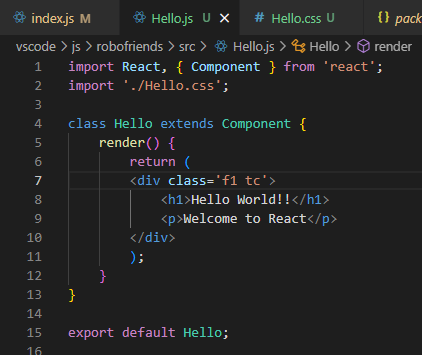 index.js M Hello.js U Hello.css U {} pack
vscode > js > robofriends > src > Hello.js > Hello > render
1 import React, { Component } from 'react';
2 import './Hello.css';
3
4 class Hello extends Component {
5 render() {
6 return (
7 <div class='f1 tc'>
8 <h1>Hello World!!</h1>
9 <p>Welcome to React</p>
10 </div>
11 );
12 }
13 }
14
15 export default Hello;
16